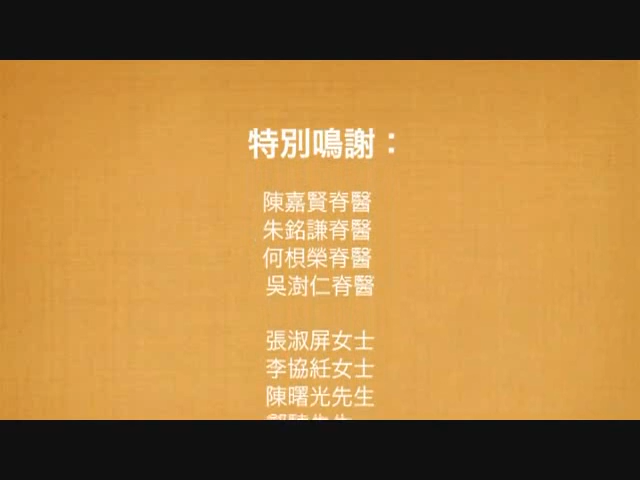 特別鳴謝：
陳嘉賢脊醫
朱銘謙脊醫
何梖榮脊醫
吳澍仁脊醫
張淑屏女士
李協紝女士
陳曙光先生